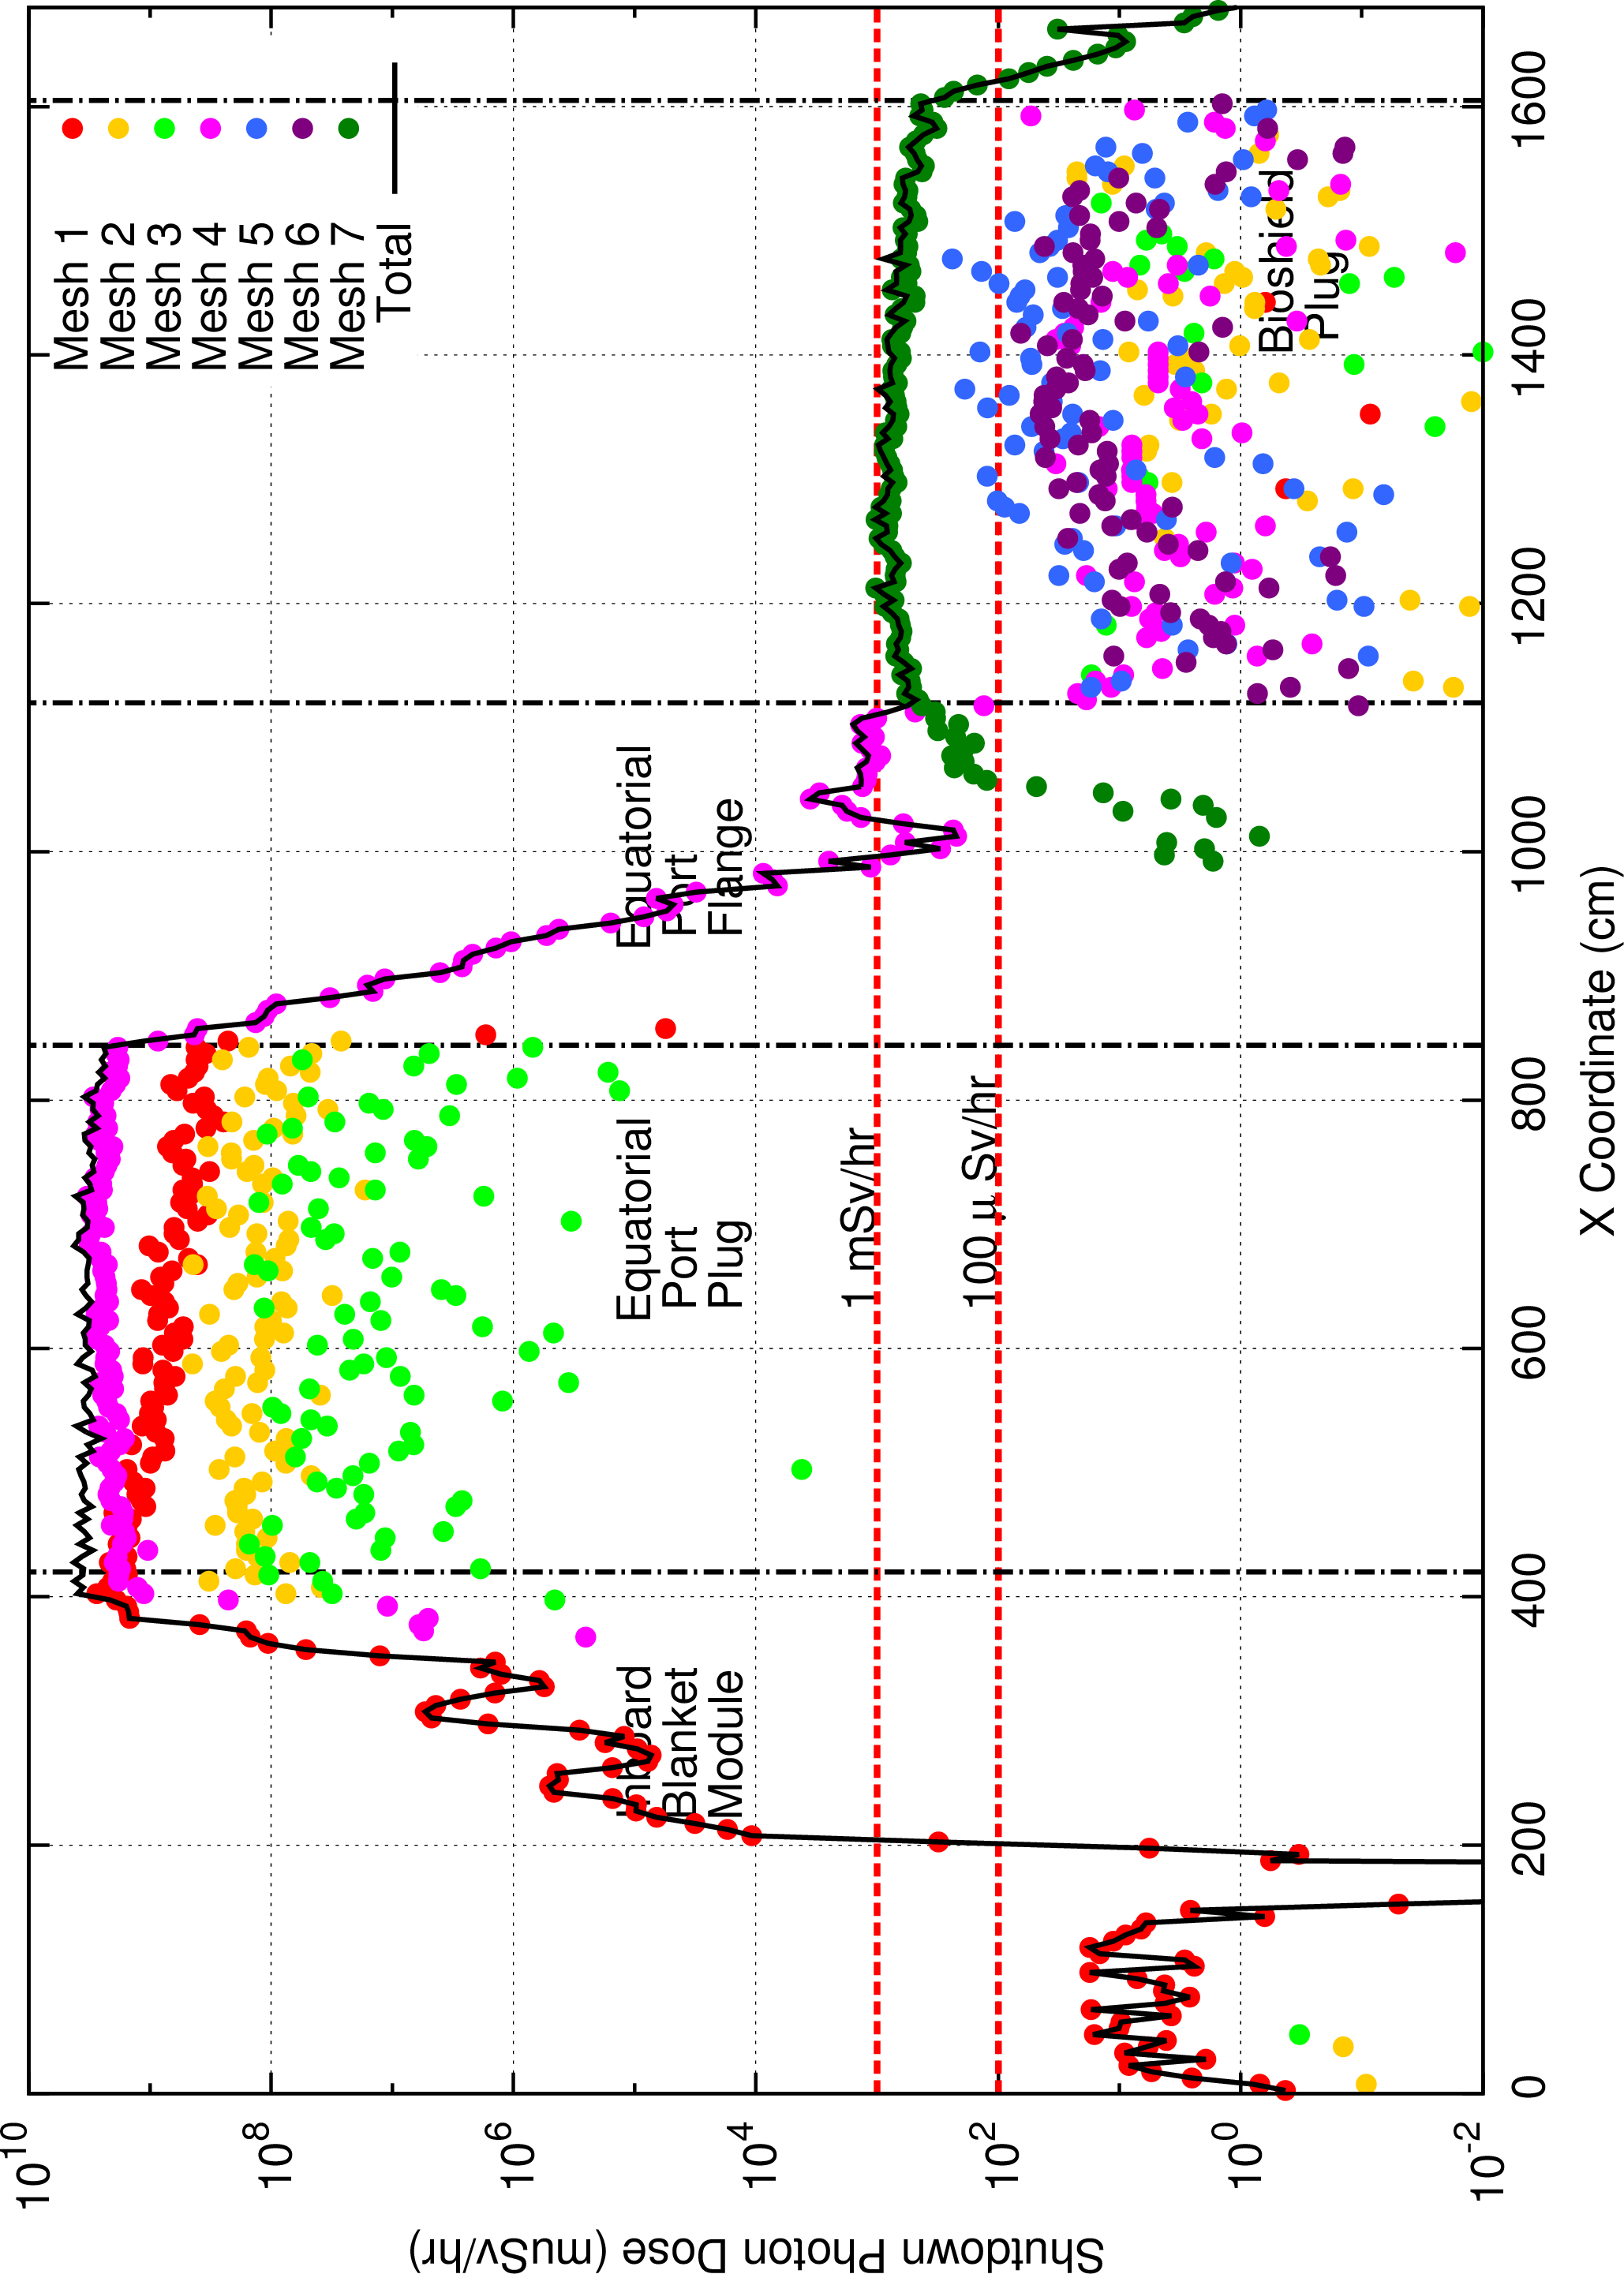 Mesh 1
Mesh 2
Mesh 3
Mesh 4
Mesh 5
Mesh 6
Mesh 7
Total
Inboard
Blanket
Module
Equatorial
Port
Plug
Equatorial
Port
Flange
Bioshield
Plug
1 mSv/hr
100 μ Sv/hr
Shutdown Photon Dose (muSv/hr)
10^10
10^8
10^6
10^4
10^2
10^0
10^-2
0 200 400 600 800 1000 1200 1400 1600
X Coordinate (cm)